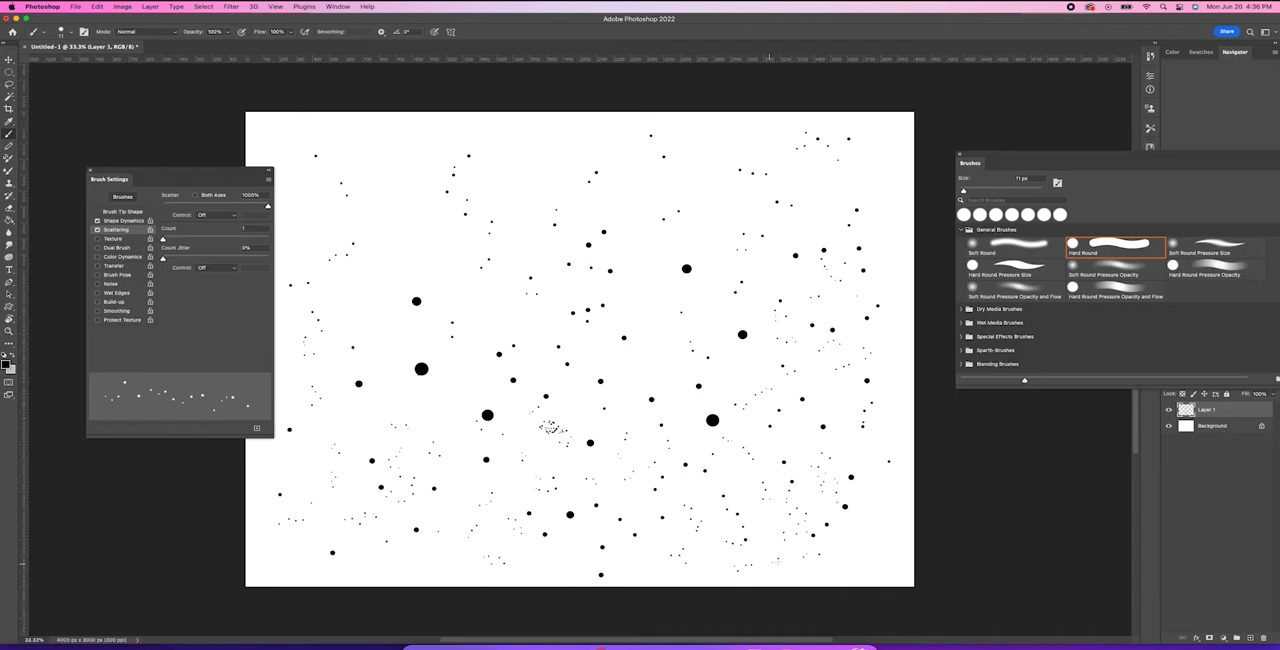 Photoshop File Edit image Layer Type Select Filter 3D View Plugins Window Help Mon Jun 20 4:36 PM
Adobe Photoshop 2022
11 Mode: Normal Opacity: 100% Flow: 100% Smoothing: 0° Share
Untitled-1 @ 33.3% (Layer 1, RGB/8) *
Color Swatches Navigator
Brush Settings
Brushes
Scatter Both Axes 1000%
Brush Tip Shape
Control: Off
Shape Dynamics
Scattering
Count 1
Texture
Dual Brush
Count Jitter 0%
Color Dynamics
Transfer
Control: Off
Brush Pose
Noise
Wet Edges
Build-up
Smoothing
Protect Texture
Brushes
Size: 11 px
Search Brushes
General Brushes
Soft Round Hard Round Soft Round Pressure Size
Hard Round Pressure Size Soft Round Pressure Opacity Hard Round Pressure Opacity
Soft Round Pressure Opacity and Flow Hard Round Pressure Opacity and Flow
Dry Media Brushes
Wet Media Brushes
Special Effects Brushes
Sparth-Brushes
Blending Brushes
Lock: Fill: 100%
Layer 1
Background
33.33% 4000 px x 3000 px (300 ppi)